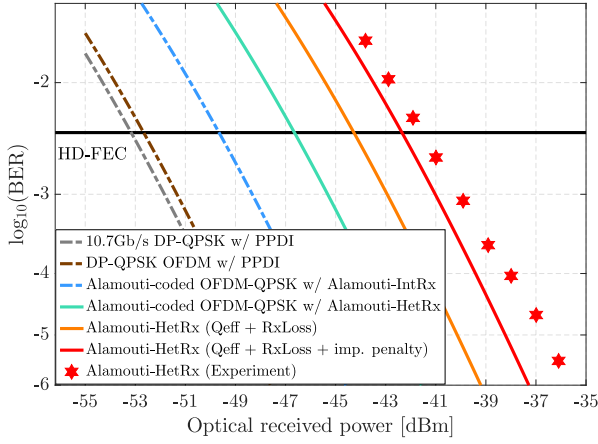 log10(BER)
-2
-3
-4
-5
-6
HD-FEC
10.7Gb/s DP-QPSK w/ PPDI
DP-QPSK OFDM w/ PPDI
Alamouti-coded OFDM-QPSK w/ Alamouti-IntRx
Alamouti-coded OFDM-QPSK w/ Alamouti-HetRx
Alamouti-HetRx (Qeff + RxLoss)
Alamouti-HetRx (Qeff + RxLoss + imp. penalty)
Alamouti-HetRx (Experiment)
-55 -53 -51 -49 -47 -45 -43 -41 -39 -37 -35
Optical received power [dBm]